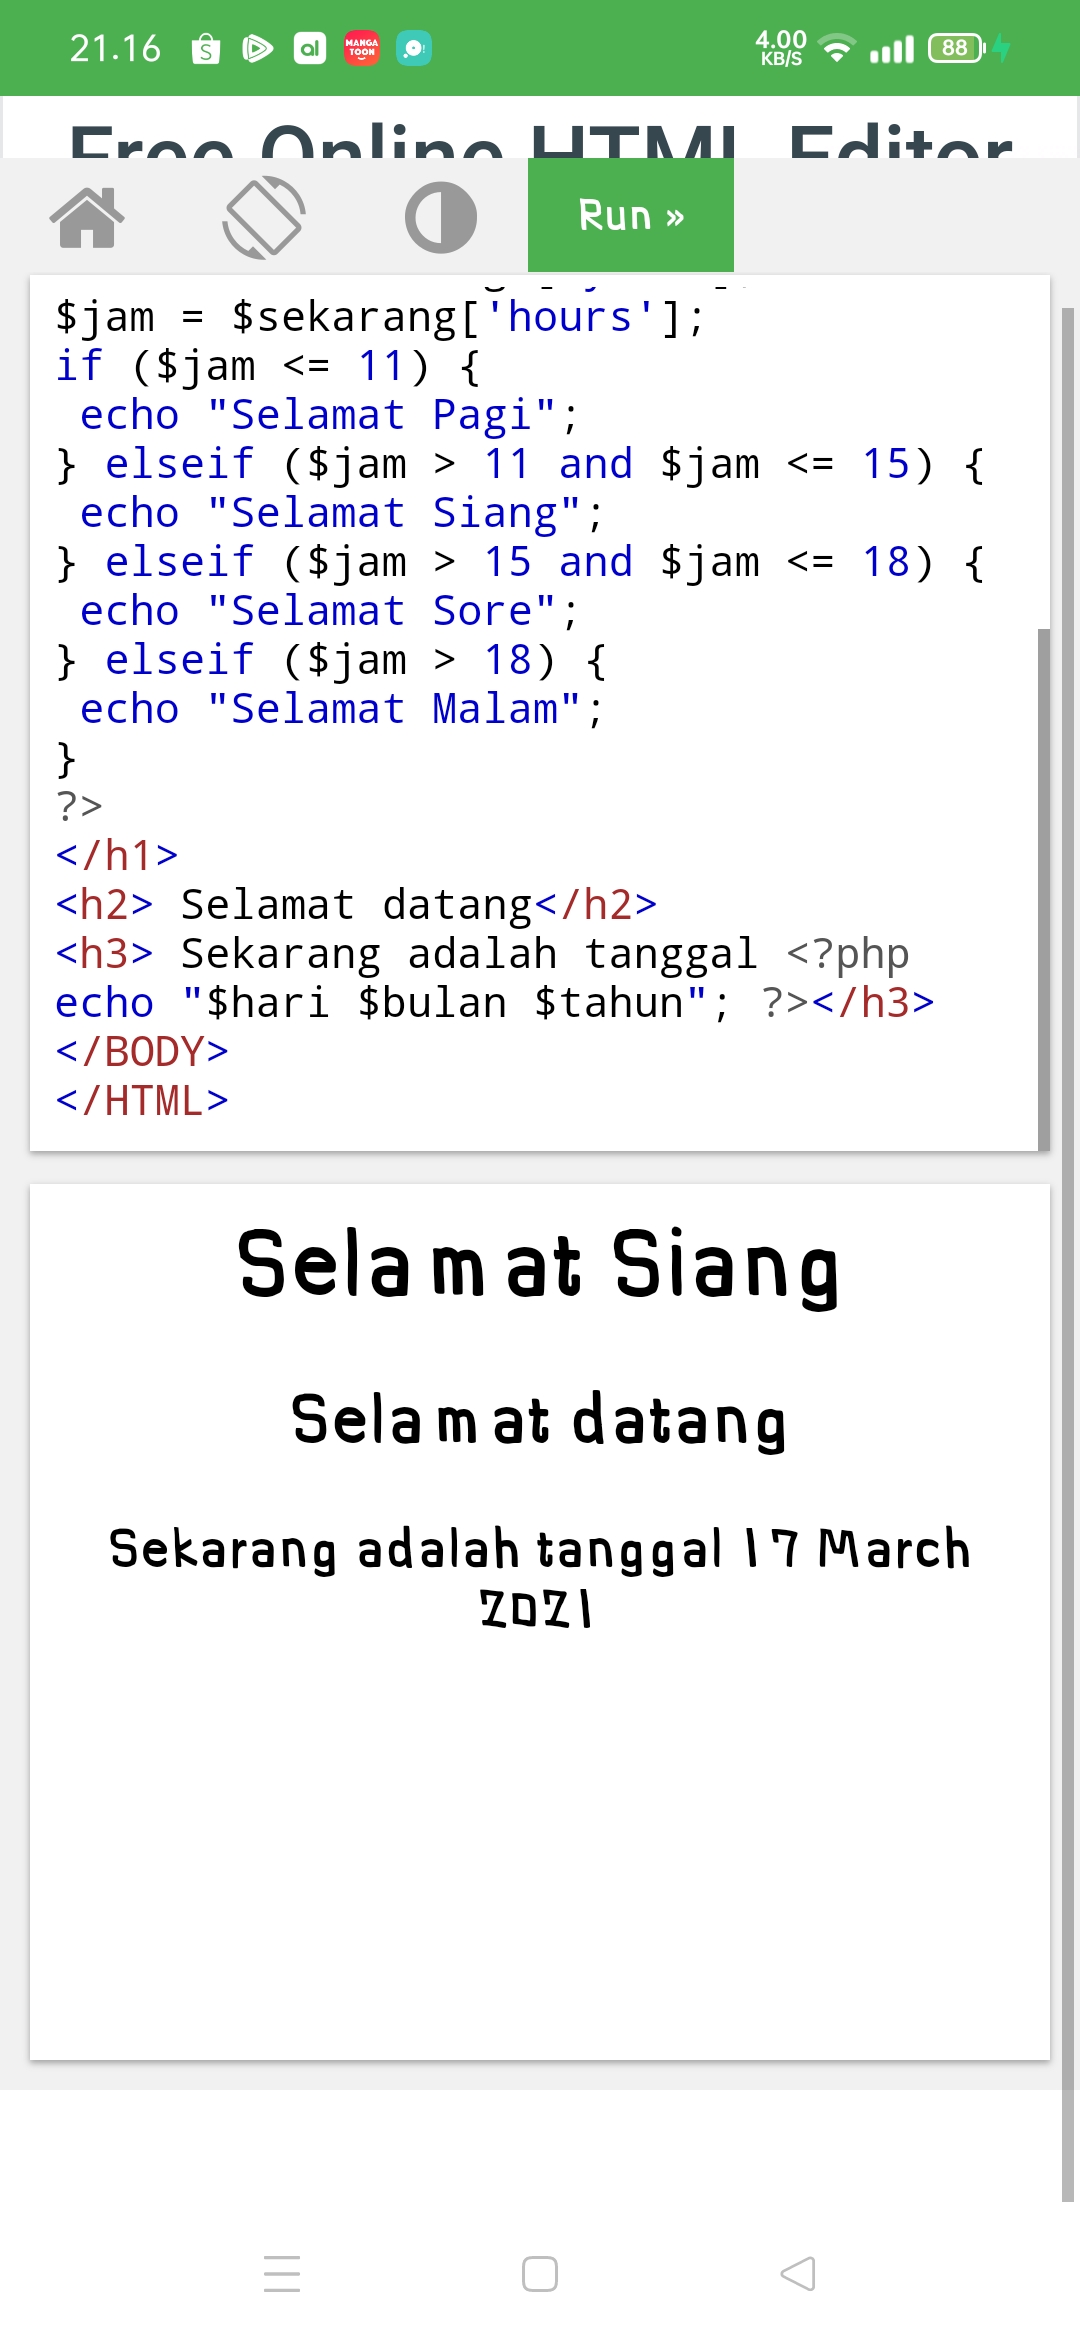 21.16
4.00
KB/S
88
MANGA
TOON
Free Online HTML Editor
Run »
$jam = $sekarang['hours'];
if ($jam <= 11) {
echo "Selamat Pagi";
} elseif ($jam > 11 and $jam <= 15) {
echo "Selamat Siang";
} elseif ($jam > 15 and $jam <= 18) {
echo "Selamat Sore";
} elseif ($jam > 18) {
echo "Selamat Malam";
}
?>
</h1>
<h2> Selamat datang</h2>
<h3> Sekarang adalah tanggal <?php
echo "$hari $bulan $tahun"; ?></h3>
</BODY>
</HTML>
Selamat Siang
Selamat datang
Sekarang adalah tanggal 17 March
2021